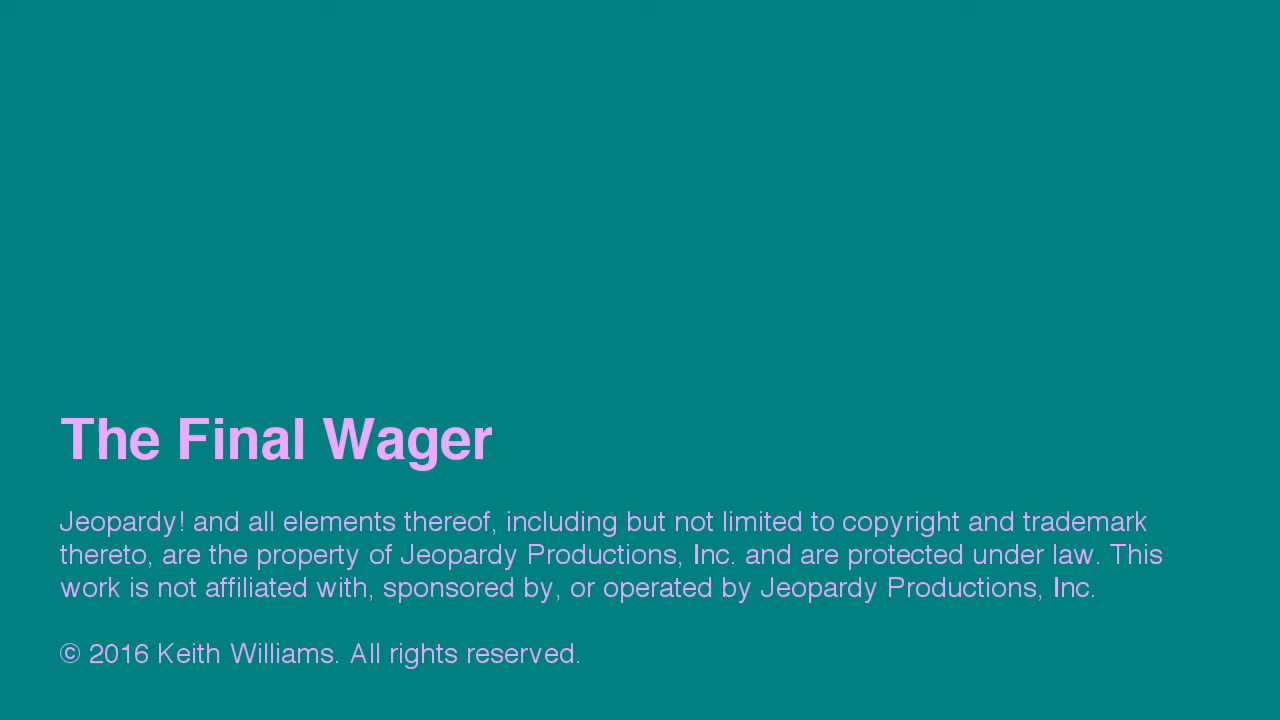 The Final Wager
Jeopardy! and all elements thereof, including but not limited to copyright and trademark
thereto, are the property of Jeopardy Productions, Inc. and are protected under law. This
work is not affiliated with, sponsored by, or operated by Jeopardy Productions, Inc.
© 2016 Keith Williams. All rights reserved.